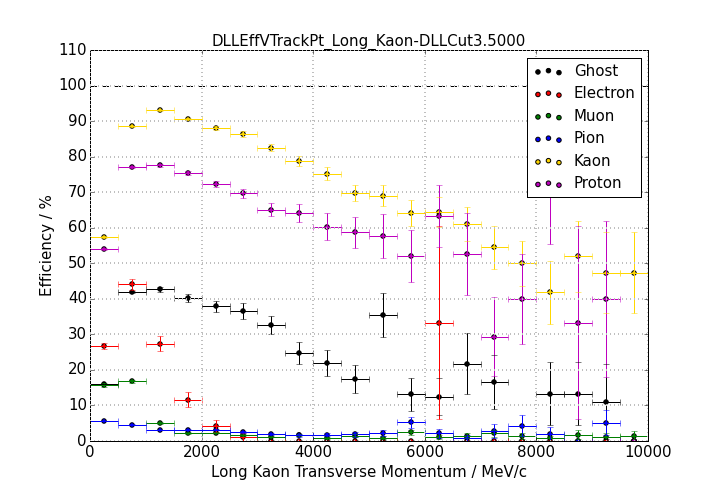 DLLEffVTrackPt_Long_Kaon-DLLCut3.5000
110
100
90
80
70
60
50
40
30
20
10
0
Efficiency / %
Ghost
Electron
Muon
Pion
Kaon
Proton
0 2000 4000 6000 8000 10000
Long Kaon Transverse Momentum / MeV/c